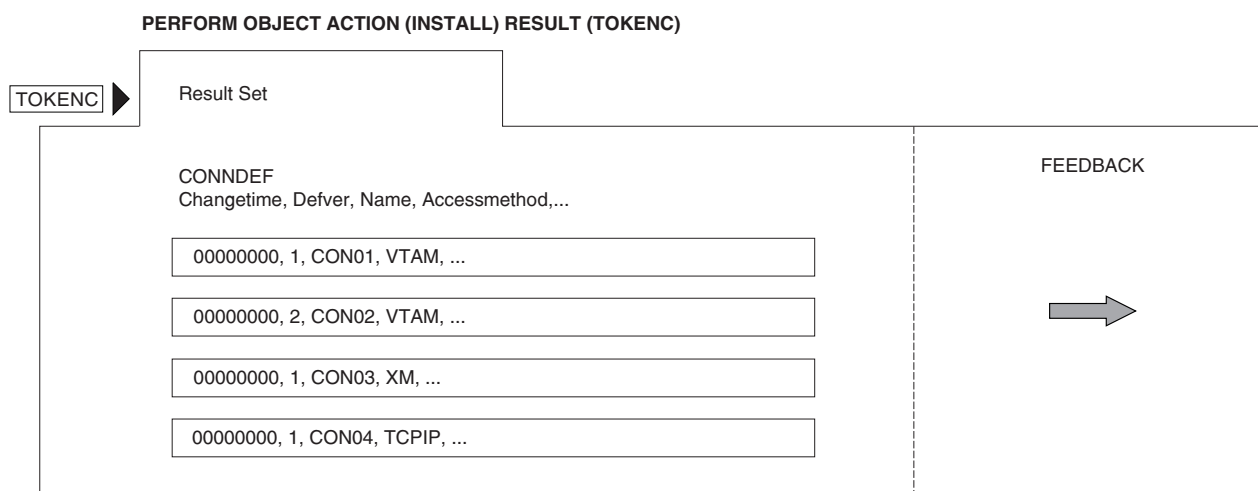 PERFORM OBJECT ACTION (INSTALL) RESULT (TOKENC)
TOKENC
Result Set
CONNDEF
Changetime, Defver, Name, Accessmethod,...
00000000, 1, CON01, VTAM, ...
00000000, 2, CON02, VTAM, ...
00000000, 1, CON03, XM, ...
00000000, 1, CON04, TCPIP, ...
FEEDBACK